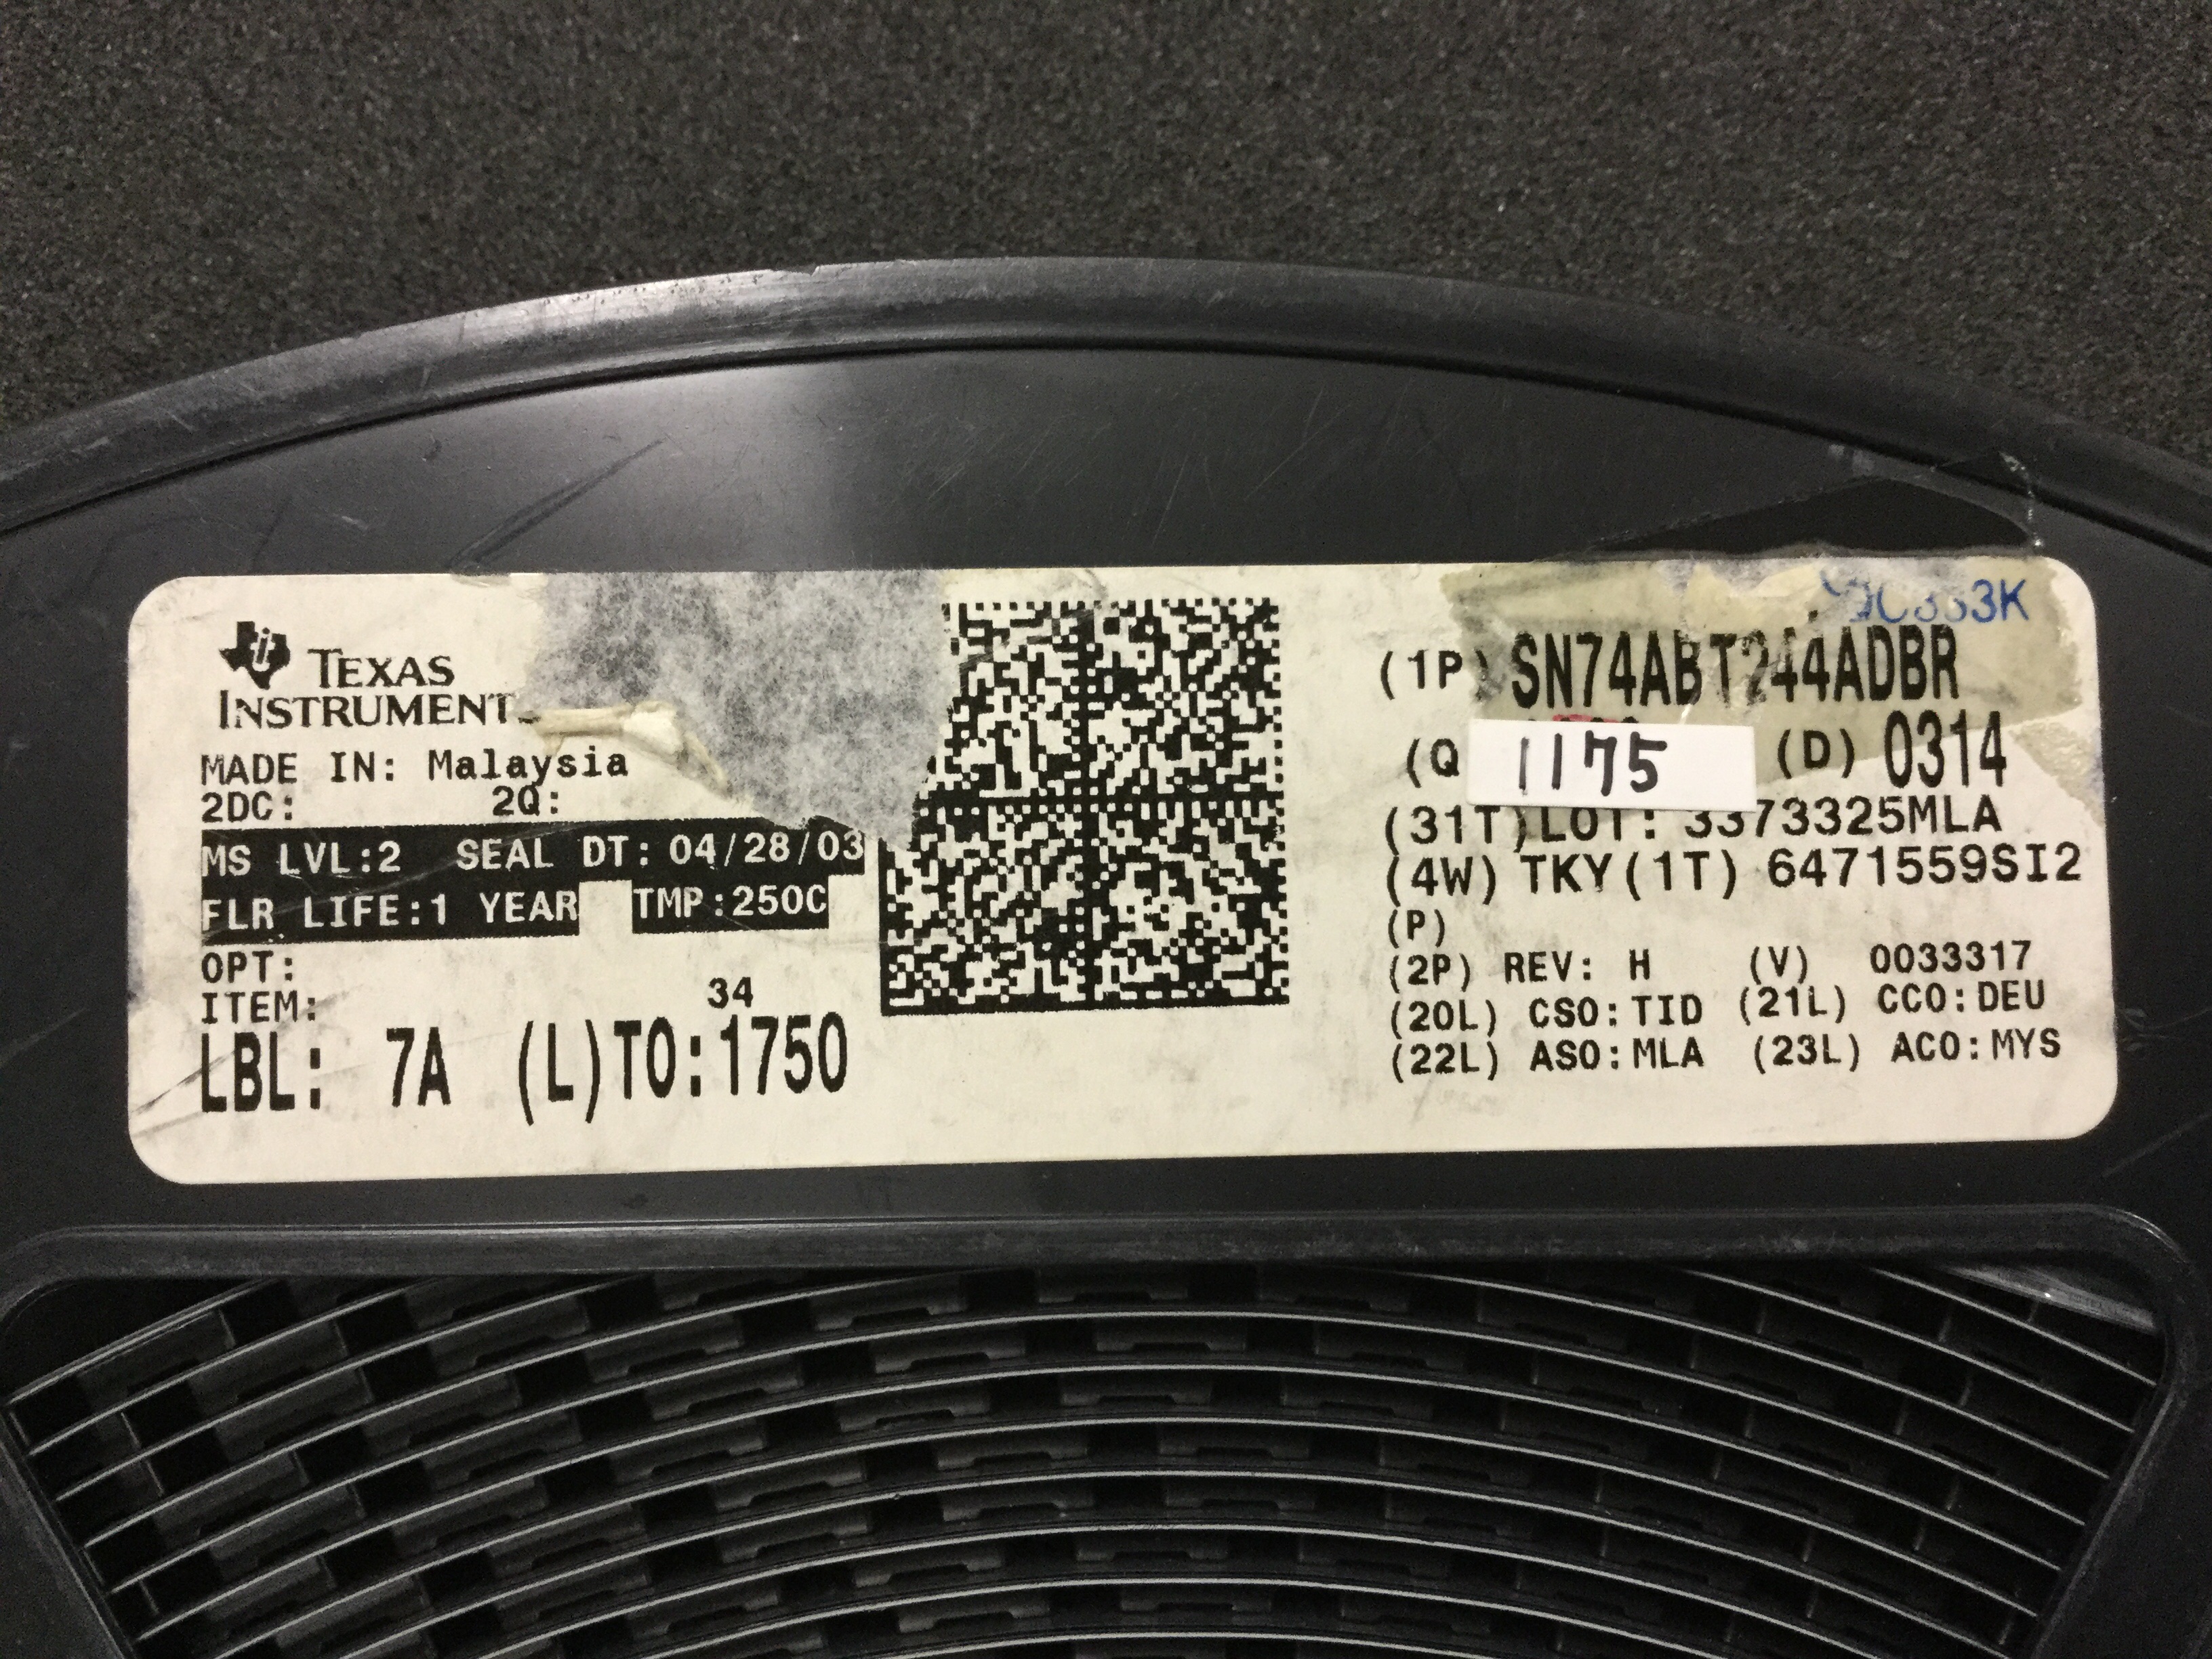 TEXAS
INSTRUMENT
MADE IN: Malaysia
2DC: 2Q:
MS LVL:2 SEAL DT: 04/28/03
FLR LIFE:1 YEAR TMP:250C
OPT:
ITEM: 34
LBL: 7A (L)TO:1750
(1P) SN74ABT244ADBR
(Q 1175 (D) 0314
(31T)LOT: 3373325MLA
(4W) TKY(1T) 6471559SI2
(P)
(2P) REV: H (V) 0033317
(20L) CSO:TID (21L) CCO:DEU
(22L) ASO:MLA (23L) ACO:MYS